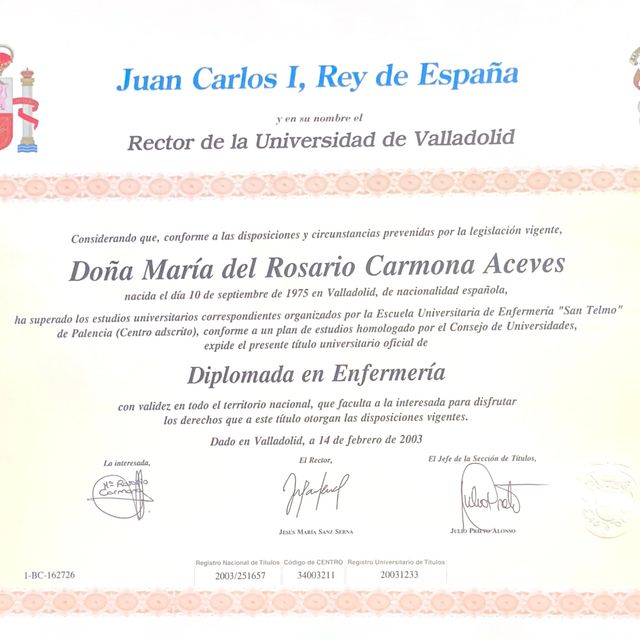 Juan Carlos I, Rey de España
y en su nombre el
Rector de la Universidad de Valladolid
Considerando que, conforme a las disposiciones y circunstancias prevenidas por la legislación vigente,
Doña María del Rosario Carmona Aceves
nacida el día 10 de septiembre de 1975 en Valladolid, de nacionalidad española,
ha superado los estudios universitarios correspondientes organizados por la Escuela Universitaria de Enfermería "San Telmo"
de Palencia (Centro adscrito), conforme a un plan de estudios homologado por el Consejo de Universidades,
expide el presente título universitario oficial de
Diplomada en Enfermería
con validez en todo el territorio nacional, que faculta a la interesada para disfrutar
los derechos que a este título otorgan las disposiciones vigentes.
Dado en Valladolid, a 14 de febrero de 2003
La interesada, El Rector, El Jefe de la Sección de Títulos,
Mª Rosario
Carmona
JESÚS MARÍA SANZ SERNA JULIO PRIETO ALONSO
Registro Nacional de Títulos Código de CENTRO Registro Universitario de Títulos
1-BC-162726 2003/251657 34003211 20031233